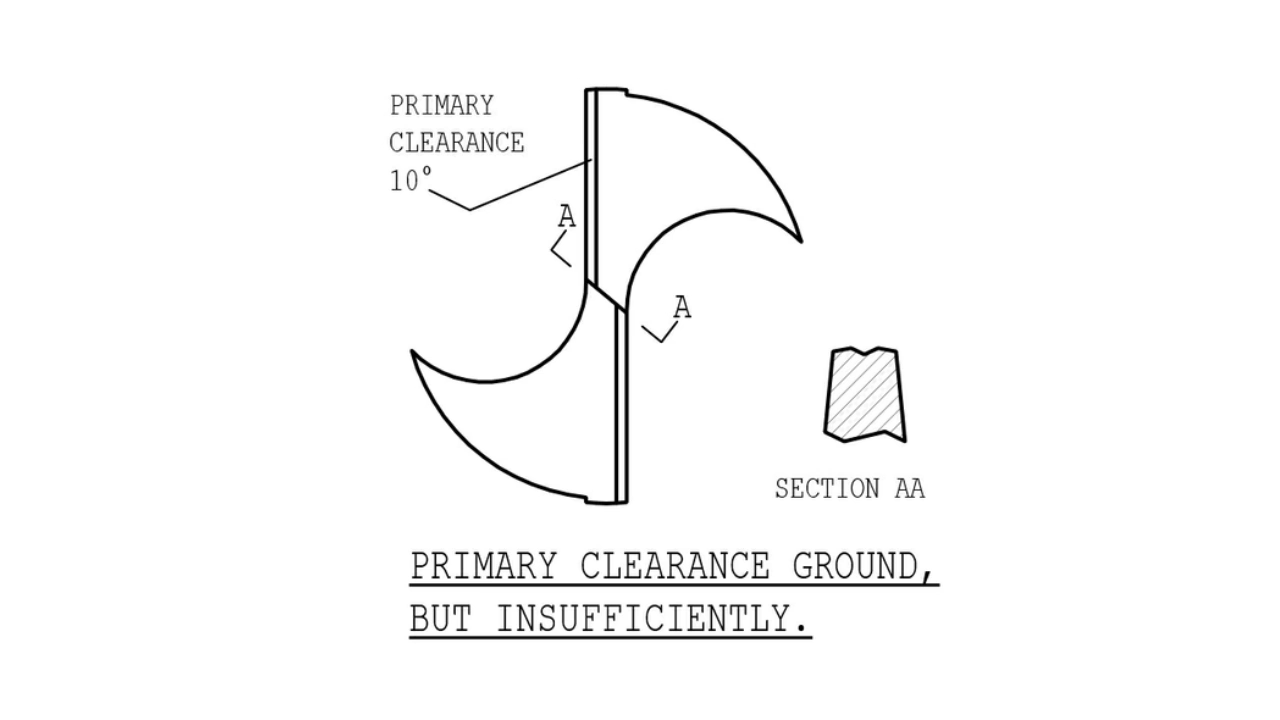 PRIMARY
CLEARANCE
10°
A
A
SECTION AA
PRIMARY CLEARANCE GROUND,
BUT INSUFFICIENTLY.